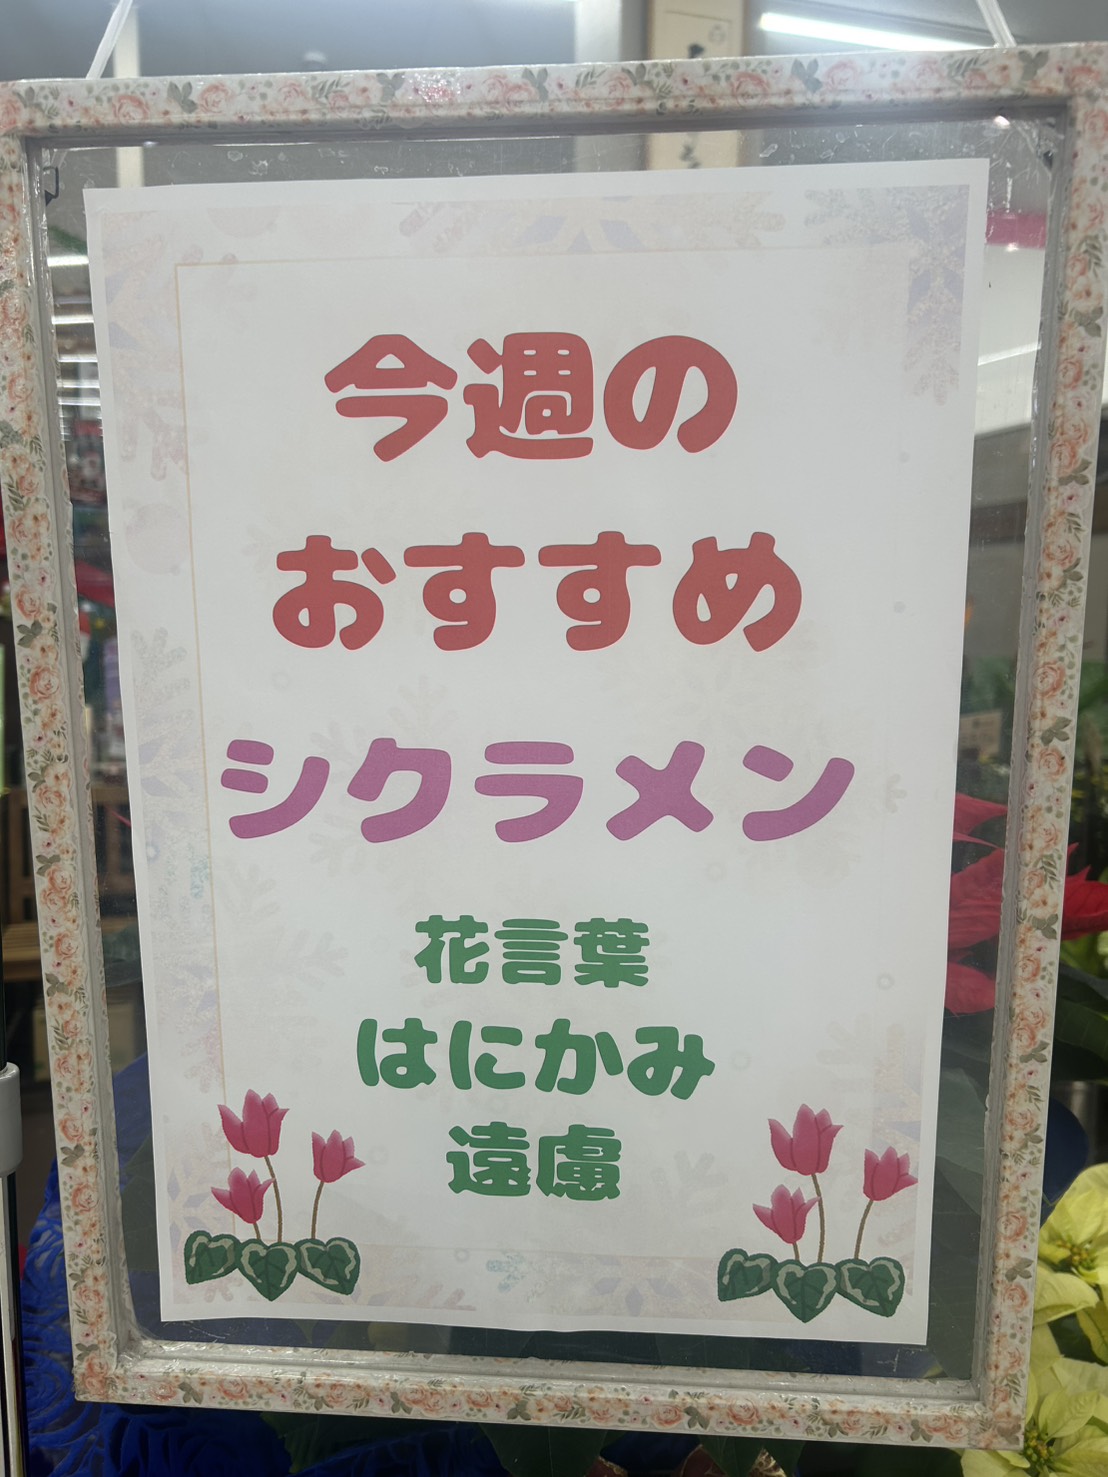 今週の
おすすめ
シクラメン
花言葉
はにかみ
遠慮